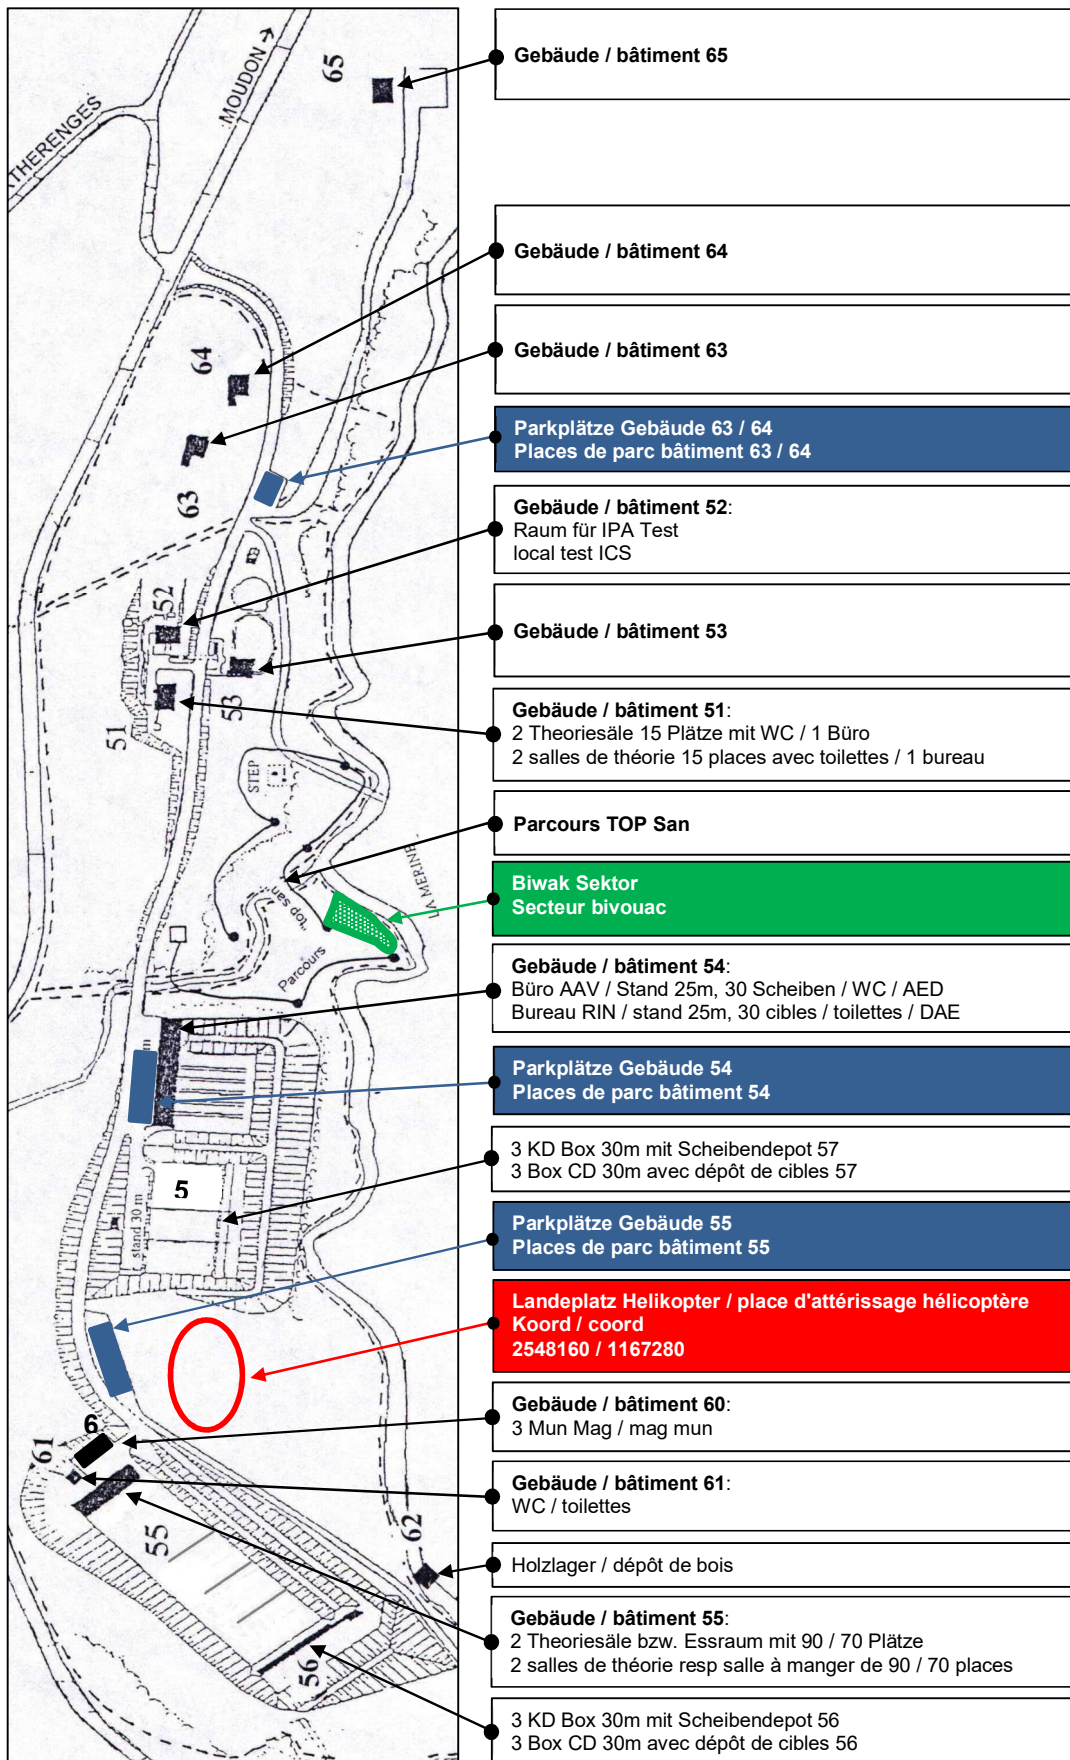 Gebäude / bâtiment 65
Gebäude / bâtiment 64
Gebäude / bâtiment 63
Parkplätze Gebäude 63 / 64
Places de parc bâtiment 63 / 64
Gebäude / bâtiment 52:
Raum für IPA Test
local test ICS
Gebäude / bâtiment 53
Gebäude / bâtiment 51:
2 Theoriesäle 15 Plätze mit WC / 1 Büro
2 salles de théorie 15 places avec toilettes / 1 bureau
Parcours TOP San
Biwak Sektor
Secteur bivouac
Gebäude / bâtiment 54:
Büro AAV / Stand 25m, 30 Scheiben / WC / AED
Bureau RIN / stand 25m, 30 cibles / toilettes / DAE
Parkplätze Gebäude 54
Places de parc bâtiment 54
3 KD Box 30m mit Scheibendepot 57
3 Box CD 30m avec dépôt de cibles 57
Parkplätze Gebäude 55
Places de parc bâtiment 55
Landeplatz Helikopter / place d'attérissage hélicoptère
Koord / coord
2548160 / 1167280
Gebäude / bâtiment 60:
3 Mun Mag / mag mun
Gebäude / bâtiment 61:
WC / toilettes
Holzlager / dépôt de bois
Gebäude / bâtiment 55:
2 Theoriesäle bzw. Essraum mit 90 / 70 Plätze
2 salles de théorie resp salle à manger de 90 / 70 places
3 KD Box 30m mit Scheibendepot 56
3 Box CD 30m avec dépôt de cibles 56
THERENGES
MOUDON
65
64
63
52
51
53
STEP
LA MERINE
Parcours "top san"
m
5
stand 30 m
6
61
55
62
56